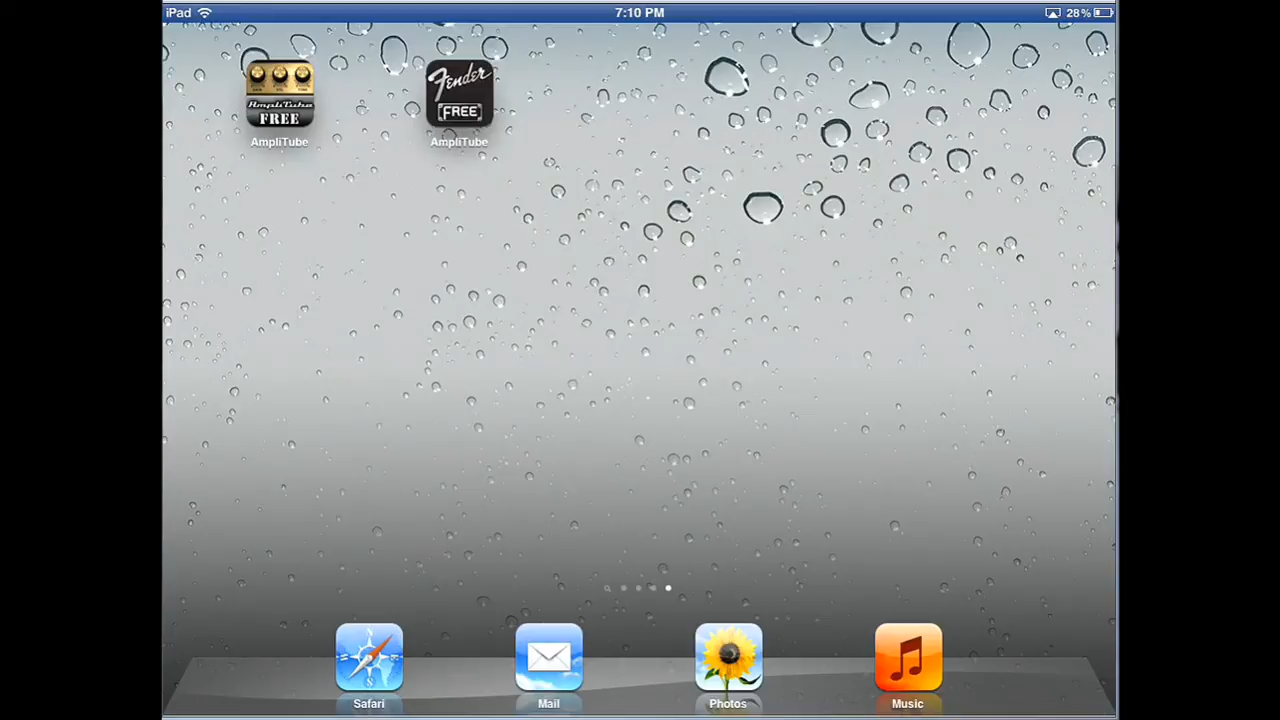 iPad
7:10 PM
28%
AmpliTube
FREE
AmpliTube
Fender
FREE
AmpliTube
Safari
Mail
Photos
Music